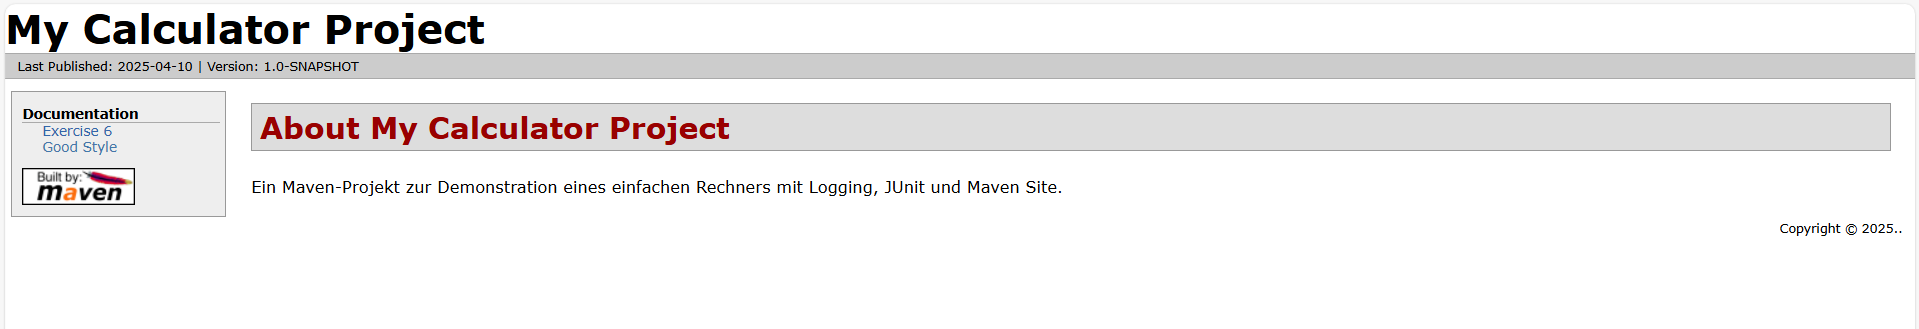 My Calculator Project
Last Published: 2025-04-10 | Version: 1.0-SNAPSHOT
Documentation
Exercise 6
Good Style
Built by:
maven
About My Calculator Project
Ein Maven-Projekt zur Demonstration eines einfachen Rechners mit Logging, JUnit und Maven Site.
Copyright © 2025..